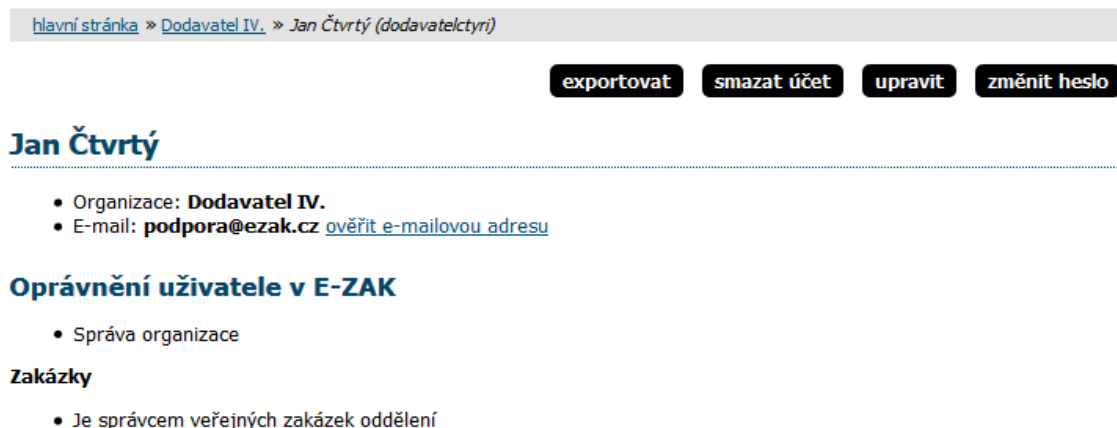 hlavní stránka » Dodavatel IV. » Jan Čtvrtý (dodavatelctyri)
exportovat smazat účet upravit změnit heslo
Jan Čtvrtý
• Organizace: Dodavatel IV.
• E-mail: podpora@ezak.cz ověřit e-mailovou adresu
Oprávnění uživatele v E-ZAK
• Správa organizace
Zakázky
• Je správcem veřejných zakázek oddělení